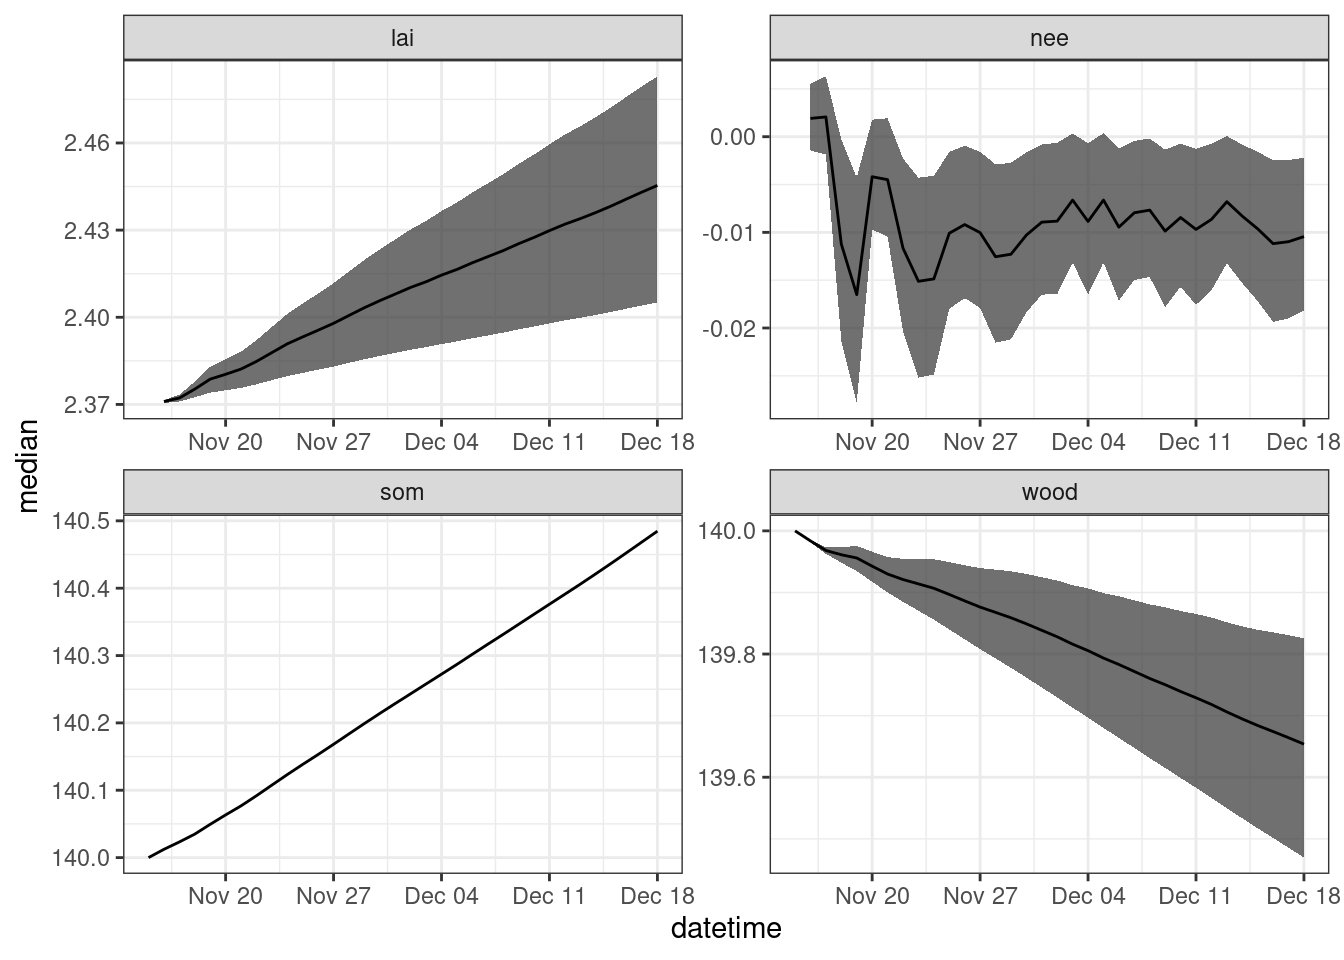 lai
nee
2.46
2.43
2.40
2.37
0.00
-0.01
-0.02
Nov 20 Nov 27 Dec 04 Dec 11 Dec 18
Nov 20 Nov 27 Dec 04 Dec 11 Dec 18
median
som
wood
140.5
140.4
140.3
140.2
140.1
140.0
140.0
139.8
139.6
Nov 20 Nov 27 Dec 04 Dec 11 Dec 18
Nov 20 Nov 27 Dec 04 Dec 11 Dec 18
datetime